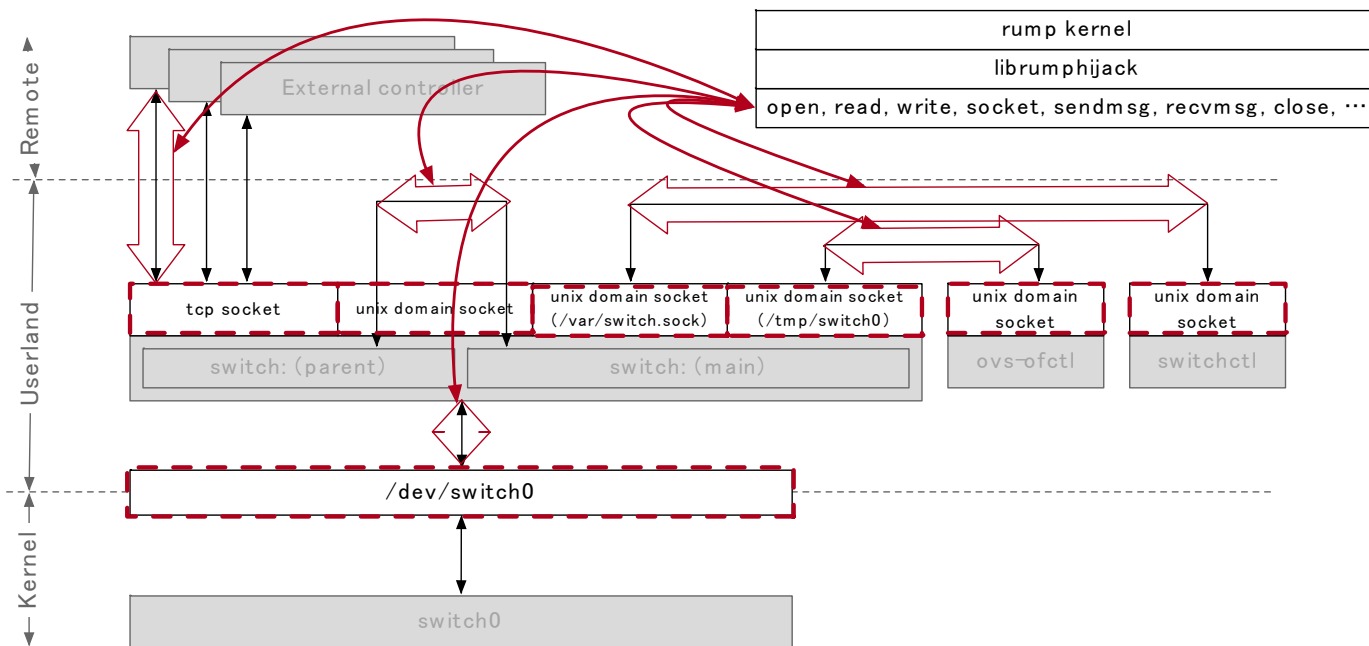 rump kernel
librumphijack
open, read, write, socket, sendmsg, recvmsg, close, …
Remote
External controller
Userland
tcp socket
unix domain socket
unix domain socket
(/var/switch.sock)
unix domain socket
(/tmp/switch0)
unix domain
socket
unix domain
socket
switch: (parent)
switch: (main)
ovs-ofctl
switchctl
/dev/switch0
Kernel
switch0